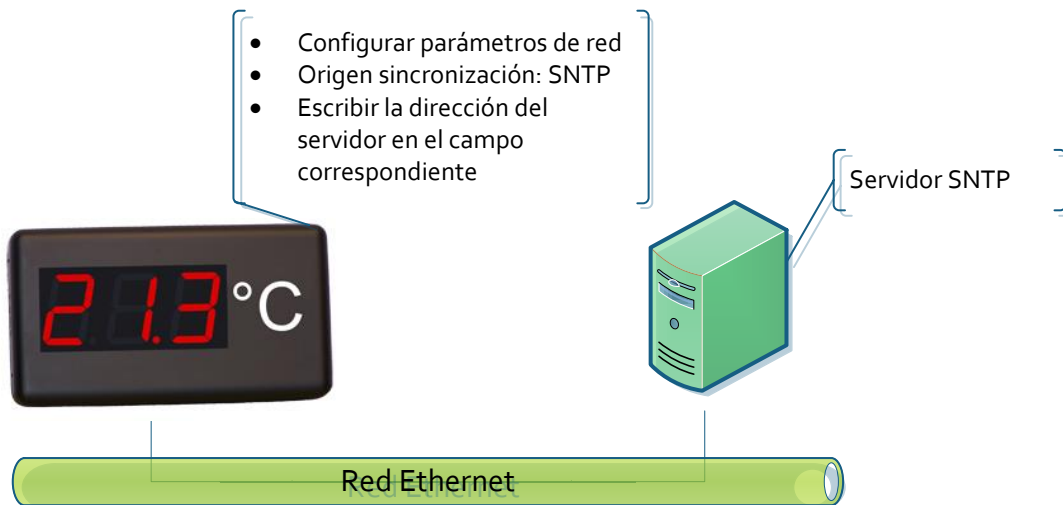 • Configurar parámetros de red
• Origen sincronización: SNTP
• Escribir la dirección del
servidor en el campo
correspondiente
Servidor SNTP
21.3 °C
Red Ethernet